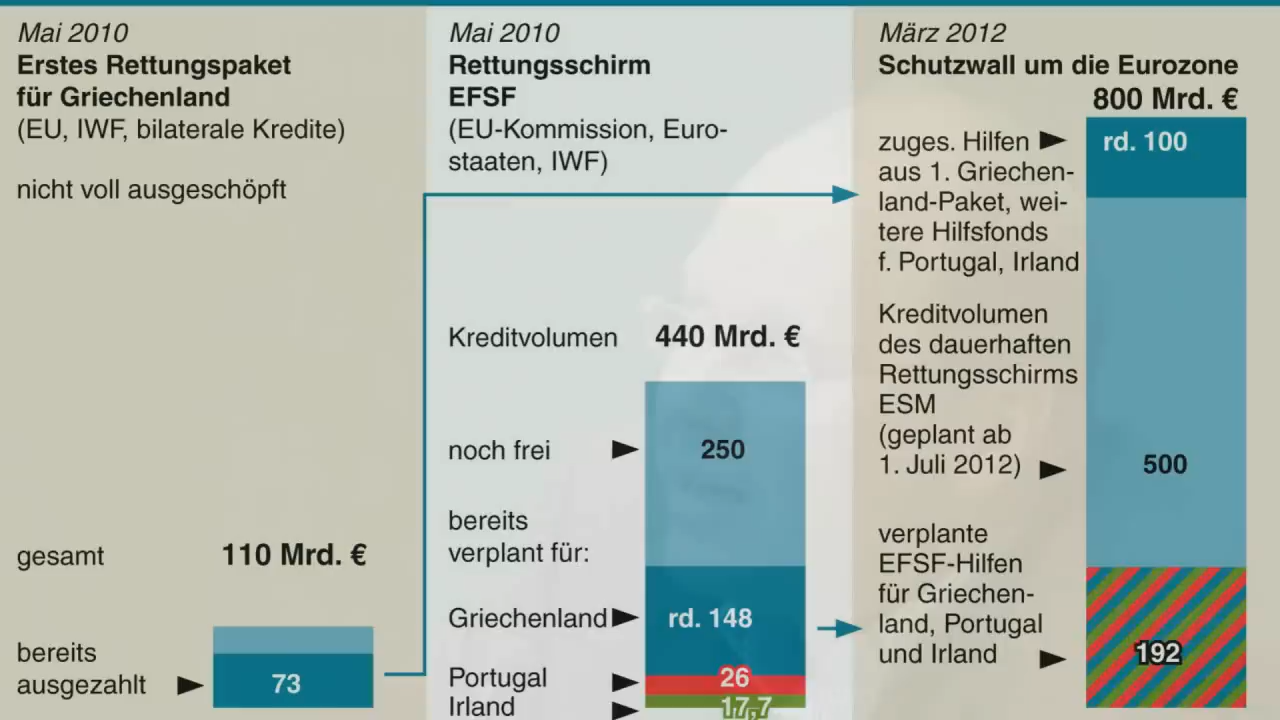 Mai 2010
Erstes Rettungspaket
für Griechenland
(EU, IWF, bilaterale Kredite)
nicht voll ausgeschöpft
gesamt 110 Mrd. €
bereits
ausgezahlt 73
Mai 2010
Rettungsschirm
EFSF
(EU-Kommission, Euro-
staaten, IWF)
Kreditvolumen 440 Mrd. €
noch frei 250
bereits
verplant für:
Griechenland rd. 148
Portugal 26
Irland 17,7
März 2012
Schutzwall um die Eurozone
800 Mrd. €
zuges. Hilfen rd. 100
aus 1. Griechen-
land-Paket, wei-
tere Hilfsfonds
f. Portugal, Irland
Kreditvolumen
des dauerhaften
Rettungsschirms
ESM
(geplant ab
1. Juli 2012) 500
verplante
EFSF-Hilfen
für Griechen-
land, Portugal
und Irland 192